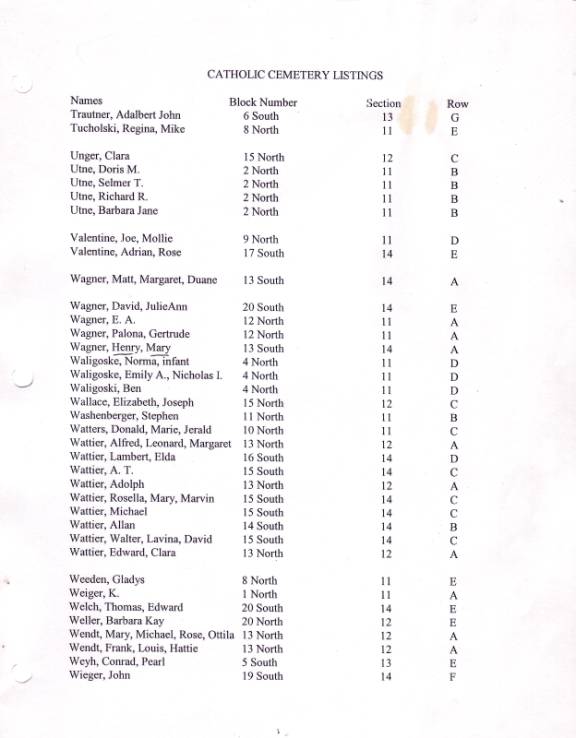 CATHOLIC CEMETERY LISTINGS
Names Block Number Section Row
Trautner, Adalbert John 6 South 13 G
Tucholski, Regina, Mike 8 North 11 E
Unger, Clara 15 North 12 C
Utne, Doris M. 2 North 11 B
Utne, Selmer T. 2 North 11 B
Utne, Richard R. 2 North 11 B
Utne, Barbara Jane 2 North 11 B
Valentine, Joe, Mollie 9 North 11 D
Valentine, Adrian, Rose 17 South 14 E
Wagner, Matt, Margaret, Duane 13 South 14 A
Wagner, David, JulieAnn 20 South 14 E
Wagner, E. A. 12 North 11 A
Wagner, Palona, Gertrude 12 North 11 A
Wagner, Henry, Mary 13 South 14 A
Waligoske, Norma, infant 4 North 11 D
Waligoske, Emily A., Nicholas L 4 North 11 D
Waligoski, Ben 4 North 11 D
Wallace, Elizabeth, Joseph 15 North 12 C
Washenberger, Stephen 11 North 11 B
Watters, Donald, Marie, Jerald 10 North 11 C
Wattier, Alfred, Leonard, Margaret 13 North 12 A
Wattier, Lambert, Elda 16 South 14 D
Wattier, A. T. 15 South 14 C
Wattier, Adolph 13 North 12 A
Wattier, Rosella, Mary, Marvin 15 South 14 C
Wattier, Michael 15 South 14 C
Wattier, Allan 14 South 14 B
Wattier, Walter, Lavina, David 15 South 14 C
Wattier, Edward, Clara 13 North 12 A
Weeden, Gladys 8 North 11 E
Weiger, K. 1 North 11 A
Welch, Thomas, Edward 20 South 14 E
Weller, Barbara Kay 20 North 12 E
Wendt, Mary, Michael, Rose, Ottila 13 North 12 A
Wendt, Frank, Louis, Hattie 13 North 12 A
Weyh, Conrad, Pearl 5 South 13 E
Wieger, John 19 South 14 F